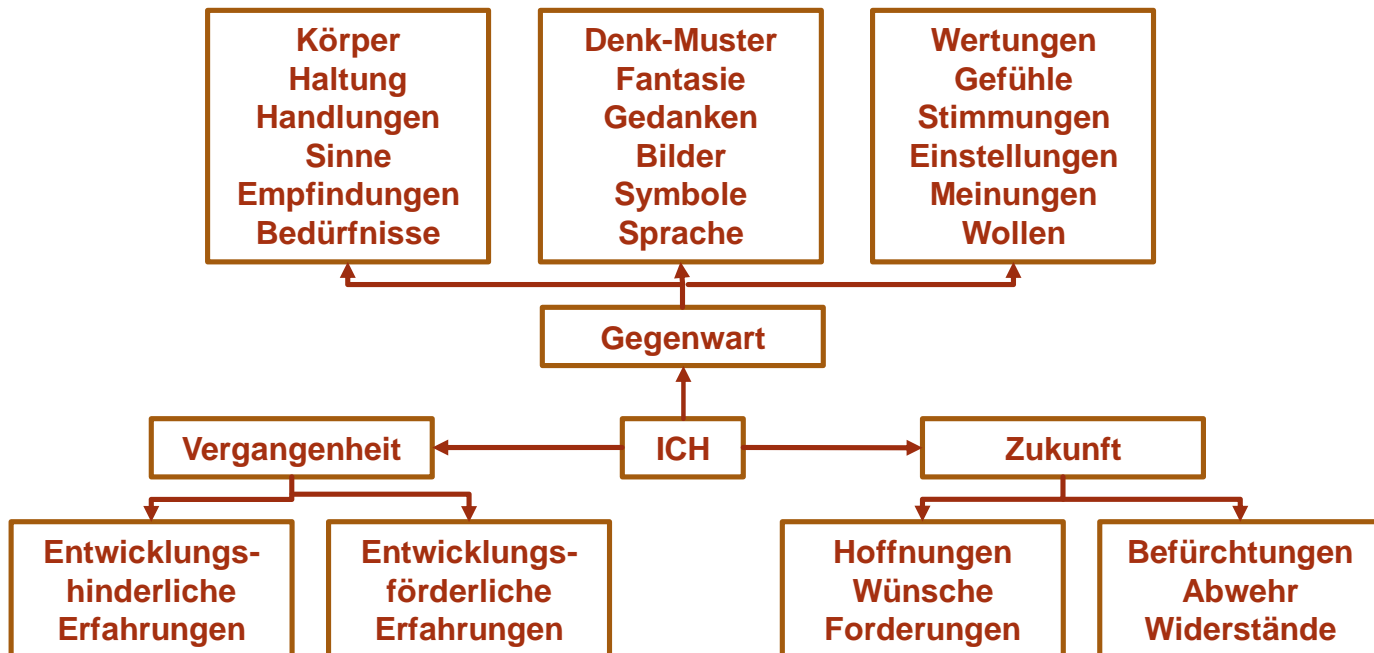 Körper
Haltung
Handlungen
Sinne
Empfindungen
Bedürfnisse
Denk-Muster
Fantasie
Gedanken
Bilder
Symbole
Sprache
Wertungen
Gefühle
Stimmungen
Einstellungen
Meinungen
Wollen
Gegenwart
Vergangenheit
ICH
Zukunft
Entwicklungs-
hinderliche
Erfahrungen
Entwicklungs-
förderliche
Erfahrungen
Hoffnungen
Wünsche
Forderungen
Befürchtungen
Abwehr
Widerstände